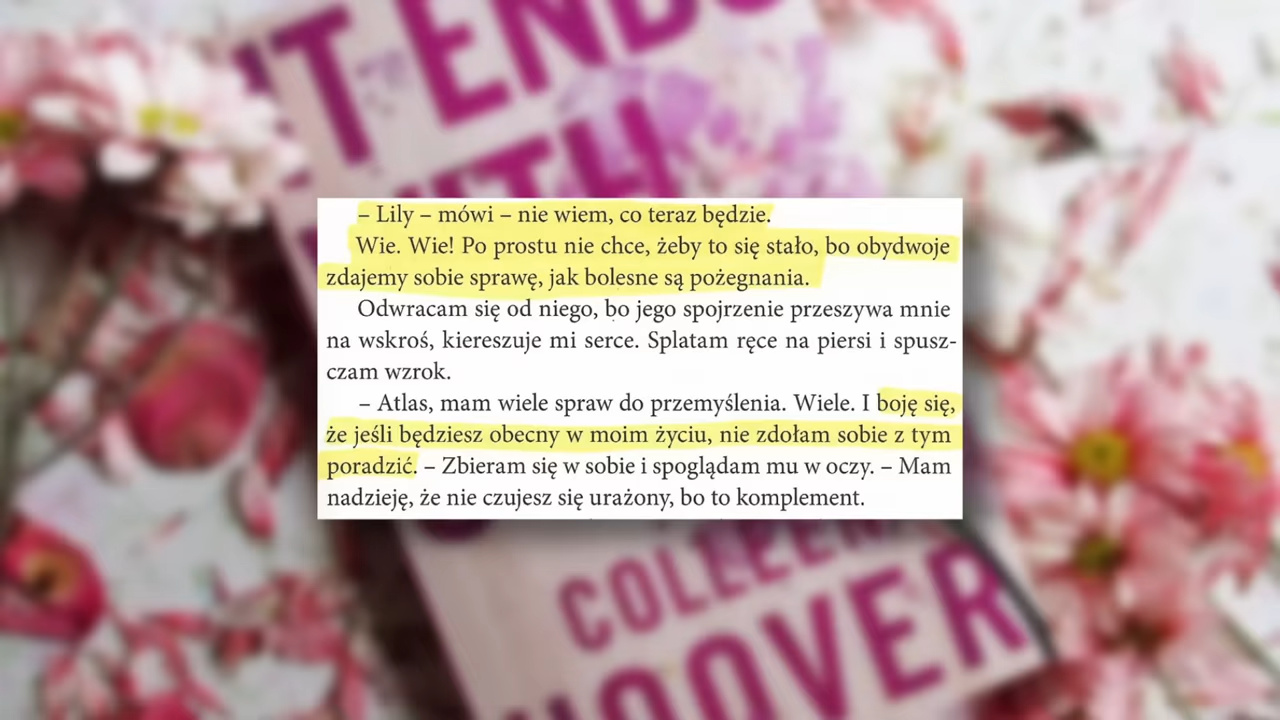 IT ENDS
WITH
– Lily – mówi – nie wiem, co teraz będzie.
Wie. Wie! Po prostu nie chce, żeby to się stało, bo obydwoje
zdajemy sobie sprawę, jak bolesne są pożegnania.
Odwracam się od niego, bo jego spojrzenie przeszywa mnie
na wskroś, kiereszuje mi serce. Splatam ręce na piersi i spusz-
czam wzrok.
– Atlas, mam wiele spraw do przemyślenia. Wiele. I boję się,
że jeśli będziesz obecny w moim życiu, nie zdołam sobie z tym
poradzić. – Zbieram się w sobie i spoglądam mu w oczy. – Mam
nadzieję, że nie czujesz się urażony, bo to komplement.
COLLEEN
HOOVER